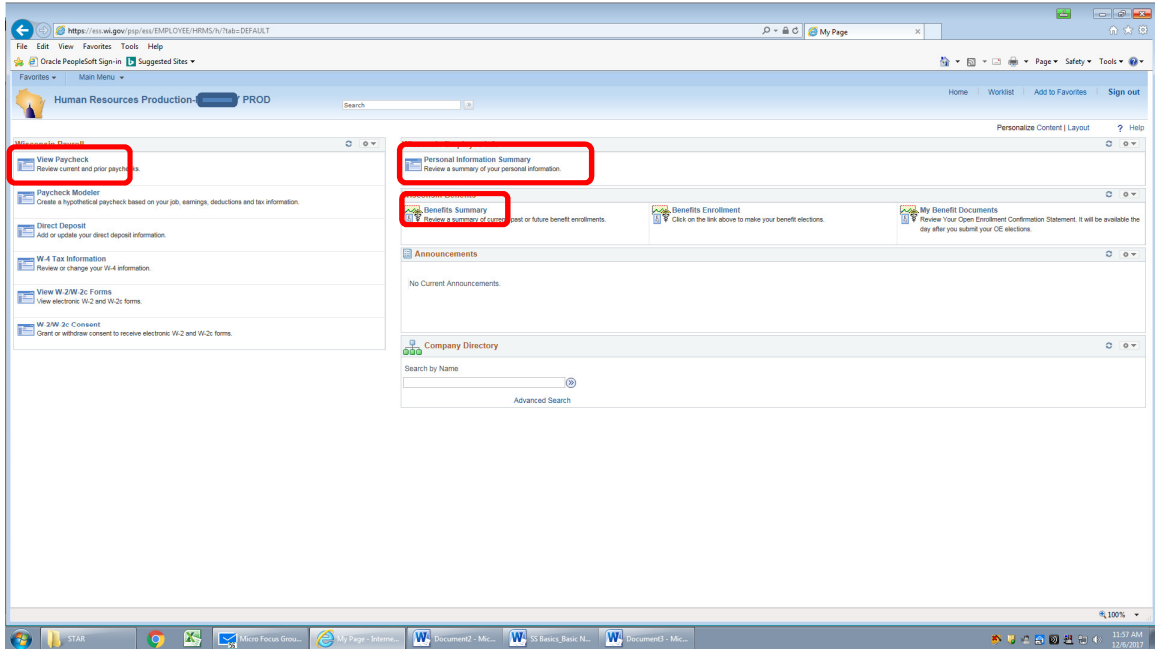 https://ess.wi.gov/psp/ess/EMPLOYEE/HRMS/h/?tab=DEFAULT
My Page
File Edit View Favorites Tools Help
Oracle PeopleSoft Sign-in Suggested Sites
Page Safety Tools
Favorites Main Menu
Home Worklist Add to Favorites Sign out
Human Resources Production- PROD
Search
Personalize Content | Layout ? Help
Wisconsin Payroll
View Paycheck
Review current and prior paychecks.
Paycheck Modeler
Create a hypothetical paycheck based on your job, earnings, deductions and tax information.
Direct Deposit
Add or update your direct deposit information.
W-4 Tax Information
Review or change your W-4 information.
View W-2/W-2c Forms
View electronic W-2 and W-2c forms.
W-2/W-2c Consent
Grant or withdraw consent to receive electronic W-2 and W-2c forms.
Personal Information Summary
Review a summary of your personal information.
Wisconsin Benefits
Benefits Summary
Review a summary of current, past or future benefit enrollments.
Benefits Enrollment
Click on the link above to make your benefit elections.
My Benefit Documents
Review Your Open Enrollment Confirmation Statement. It will be available the
day after you submit your OE elections.
Announcements
No Current Announcements.
Company Directory
Search by Name
Advanced Search
100%
STAR
Micro Focus Grou...
My Page - Interne...
Document2 - Mic...
SS Basics_Basic N...
Document3 - Mic...
11:57 AM
12/6/2017